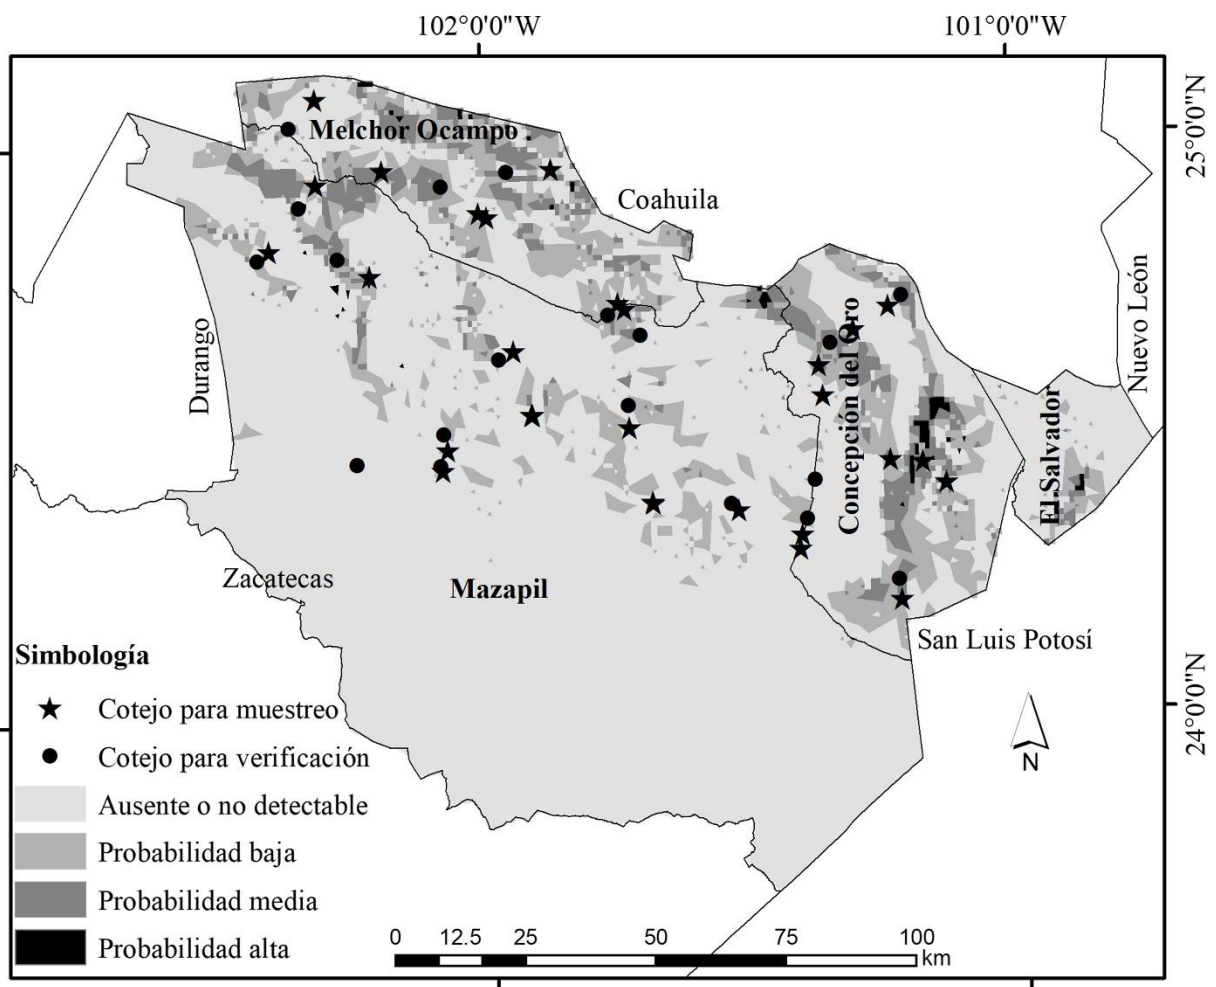 102°0'0"W
101°0'0"W
25°0'0"N
Melchor Ocampo
Coahuila
Nuevo León
Durango
Concepción del Oro
El Salvador
Zacatecas
Mazapil
San Luis Potosí
24°0'0"N
Simbología
Cotejo para muestreo
Cotejo para verificación
Ausente o no detectable
Probabilidad baja
Probabilidad media
Probabilidad alta
N
0 12.5 25 50 75 100
km